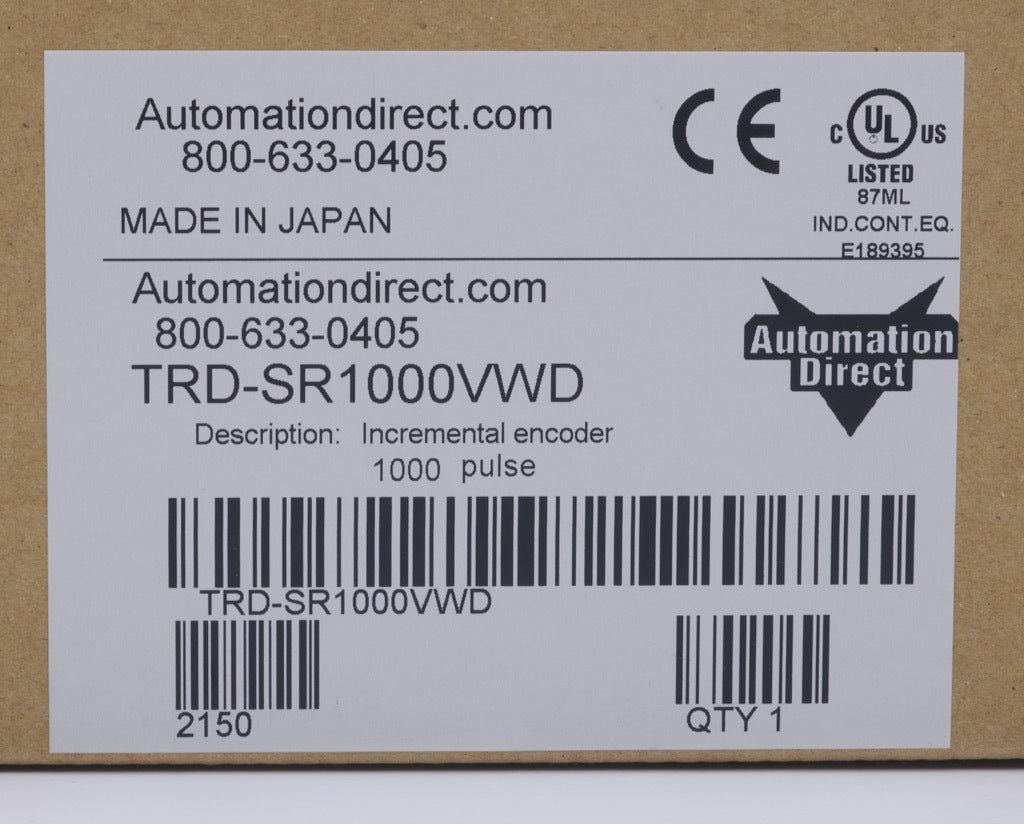 Automationdirect.com
800-633-0405
MADE IN JAPAN
CE
C UL US
LISTED
87ML
IND.CONT.EQ.
E189395
Automationdirect.com
800-633-0405
TRD-SR1000VWD
Automation
Direct
Description: Incremental encoder
1000 pulse
TRD-SR1000VWD
2150
QTY 1